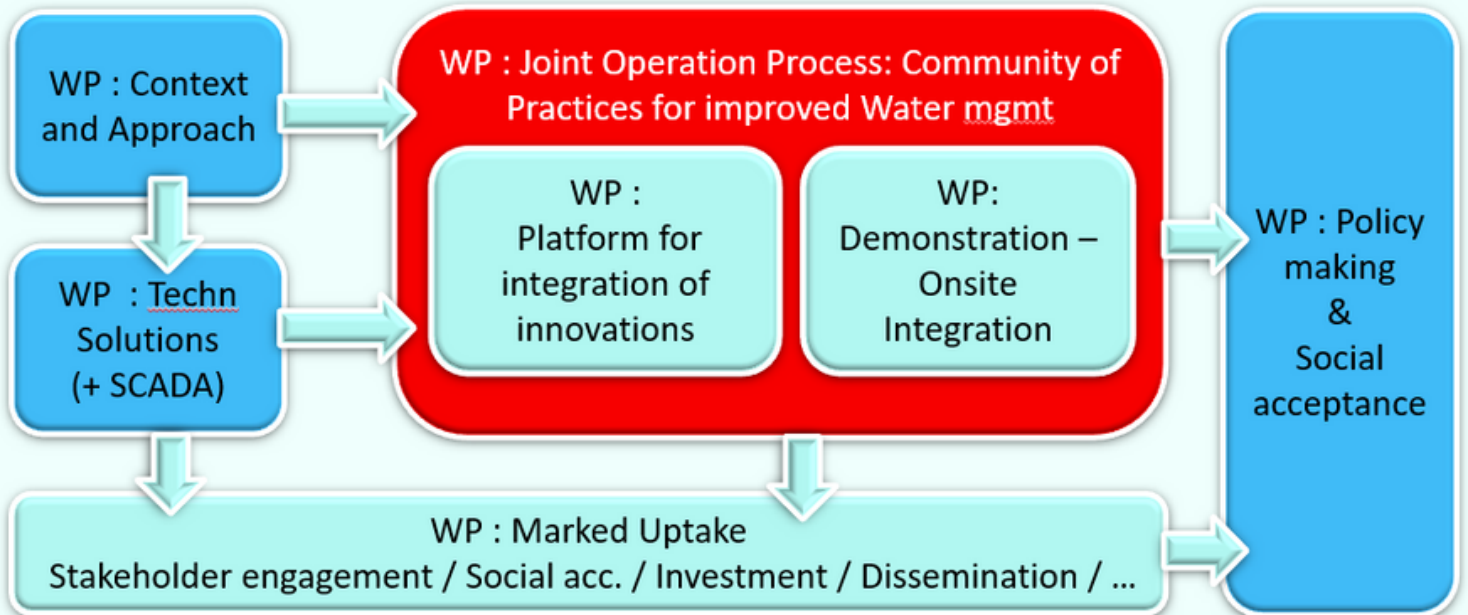 WP : Context
and Approach
WP : Joint Operation Process: Community of
Practices for improved Water mgmt
WP :
Platform for
integration of
innovations
WP:
Demonstration –
Onsite
Integration
WP : Techn
Solutions
(+ SCADA)
WP : Policy
making
&
Social
acceptance
WP : Marked Uptake
Stakeholder engagement / Social acc. / Investment / Dissemination / ...